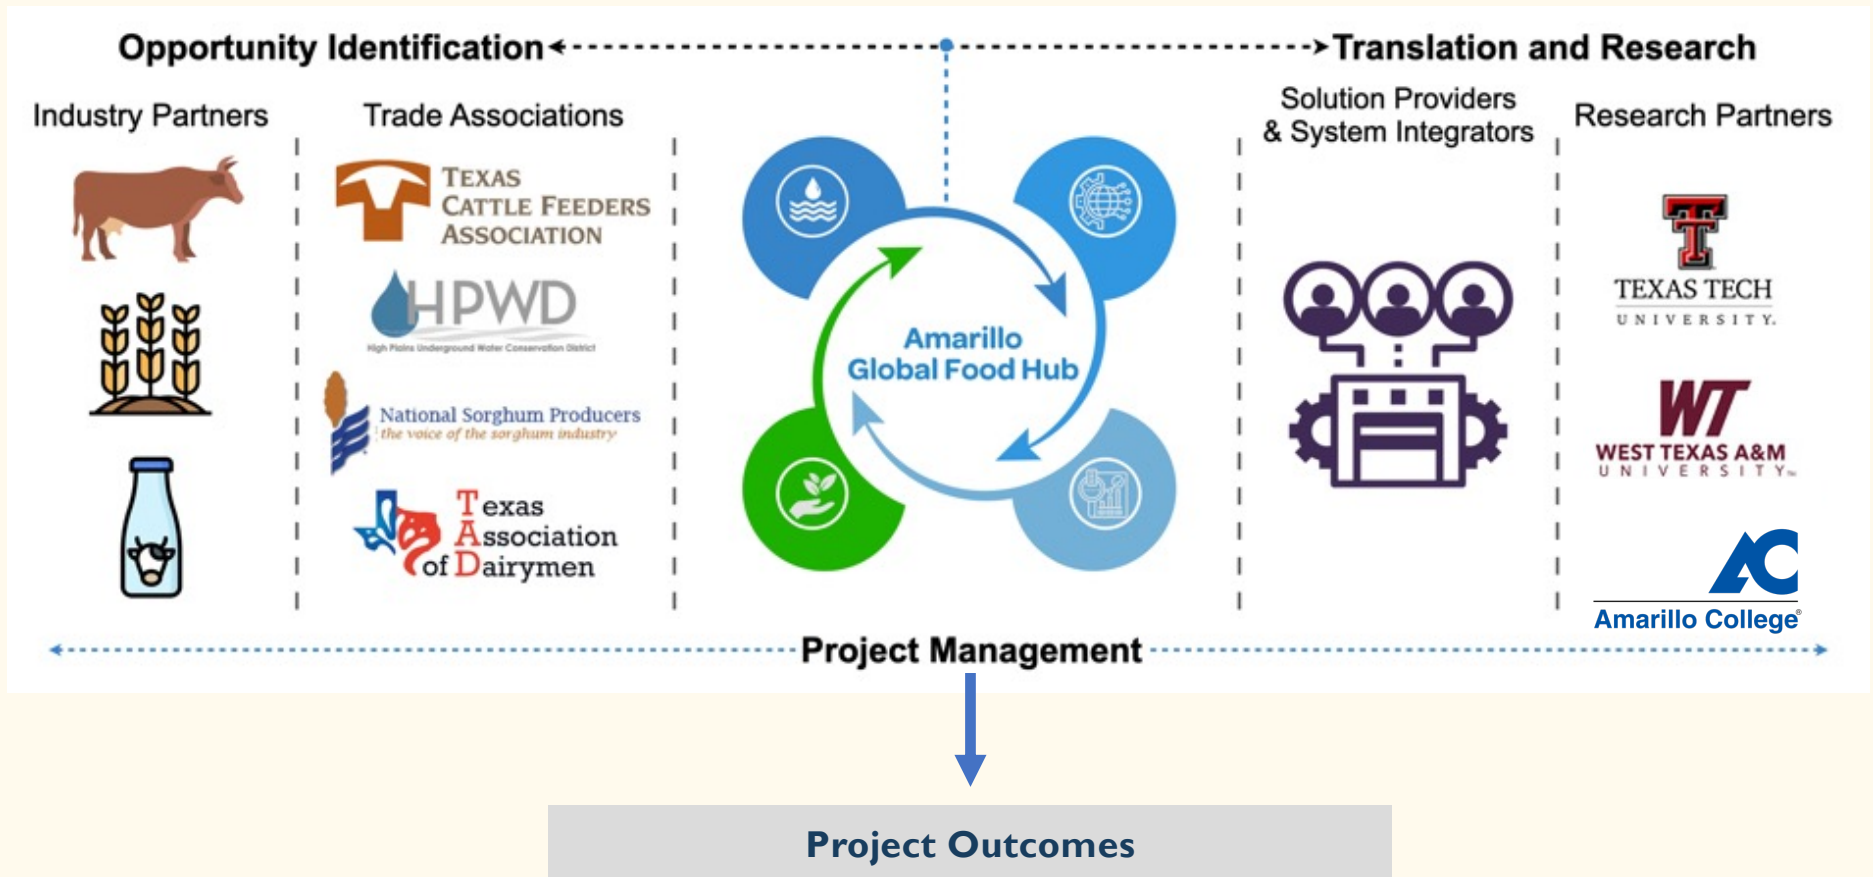 Opportunity Identification
Translation and Research
Industry Partners
Trade Associations
Solution Providers
& System Integrators
Research Partners
TEXAS
CATTLE FEEDERS
ASSOCIATION
HPWD
High Plains Underground Water Conservation District
National Sorghum Producers
the voice of the sorghum industry
Texas
Association
of Dairymen
Amarillo
Global Food Hub
TEXAS TECH
UNIVERSITY.
WT
WEST TEXAS A&M
UNIVERSITY™
AC
Amarillo College®
Project Management
Project Outcomes